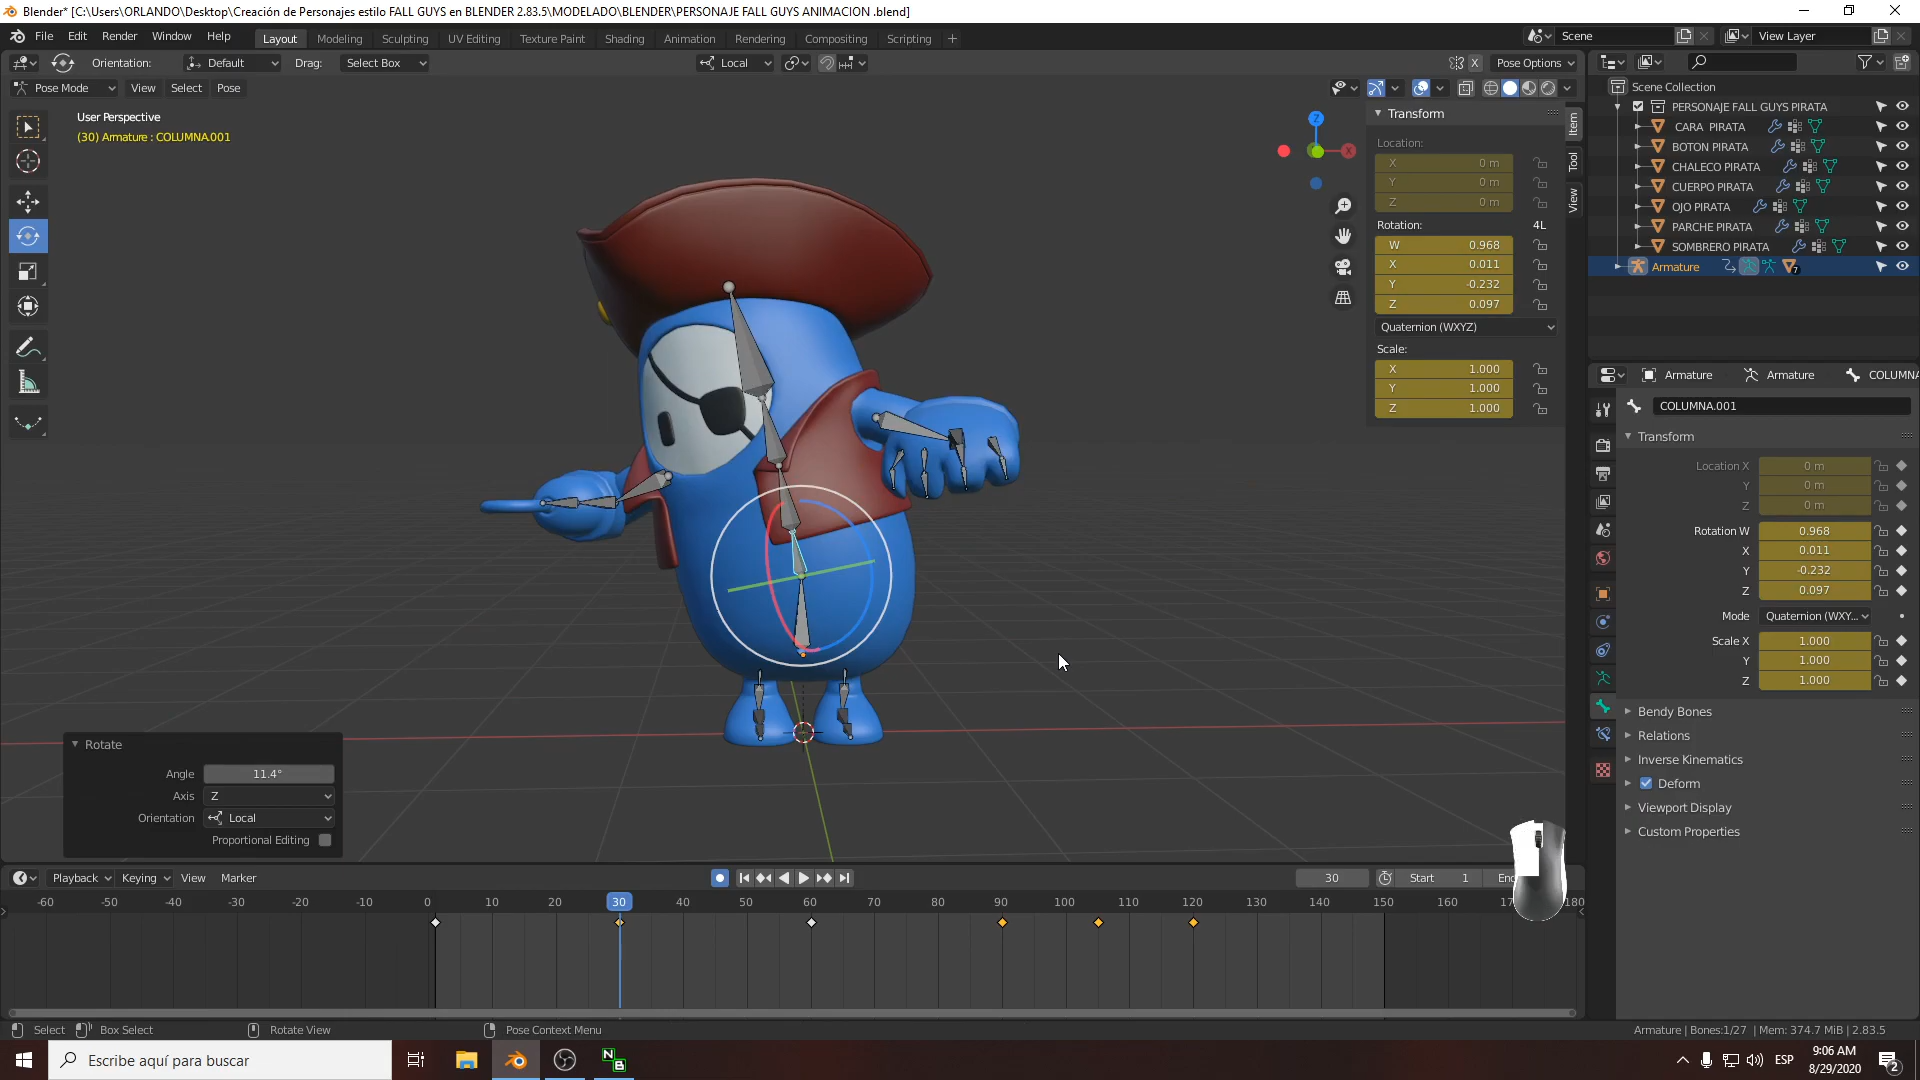 Blender* [C:\Users\ORLANDO\Desktop\Creación de Personajes estilo FALL GUYS en BLENDER 2.83.5\MODELADO\BLENDER\PERSONAJE FALL GUYS ANIMACION .blend]
File Edit Render Window Help Layout Modeling Sculpting UV Editing Texture Paint Shading Animation Rendering Compositing Scripting + Scene View Layer
Orientation: Default Drag: Select Box Local X Pose Options
Pose Mode View Select Pose
User Perspective
(30) Armature : COLUMNA.001
Z
X
Transform
Location:
X 0 m
Y 0 m
Z 0 m
Rotation: 4L
W 0.968
X 0.011
Y -0.232
Z 0.097
Quaternion (WXYZ)
Scale:
X 1.000
Y 1.000
Z 1.000
Item
Tool
View
Scene Collection
PERSONAJE FALL GUYS PIRATA
CARA PIRATA
BOTON PIRATA
CHALECO PIRATA
CUERPO PIRATA
OJO PIRATA
PARCHE PIRATA
SOMBRERO PIRATA
Armature 7
Armature Armature COLUMNA
COLUMNA.001
Transform
Location X 0 m
Y 0 m
Z 0 m
Rotation W 0.968
X 0.011
Y -0.232
Z 0.097
Mode Quaternion (WXY...
Scale X 1.000
Y 1.000
Z 1.000
Bendy Bones
Relations
Inverse Kinematics
Deform
Viewport Display
Custom Properties
Rotate
Angle 11.4°
Axis Z
Orientation Local
Proportional Editing
Playback Keying View Marker 30 Start 1 End
-60 -50 -40 -30 -20 -10 0 10 20 30 40 50 60 70 80 90 100 110 120 130 140 150 160 170 180
Select Box Select Rotate View Pose Context Menu Armature | Bones:1/27 | Mem: 374.7 MiB | 2.83.5
Escribe aquí para buscar N B ESP 9:06 AM
8/29/2020 2